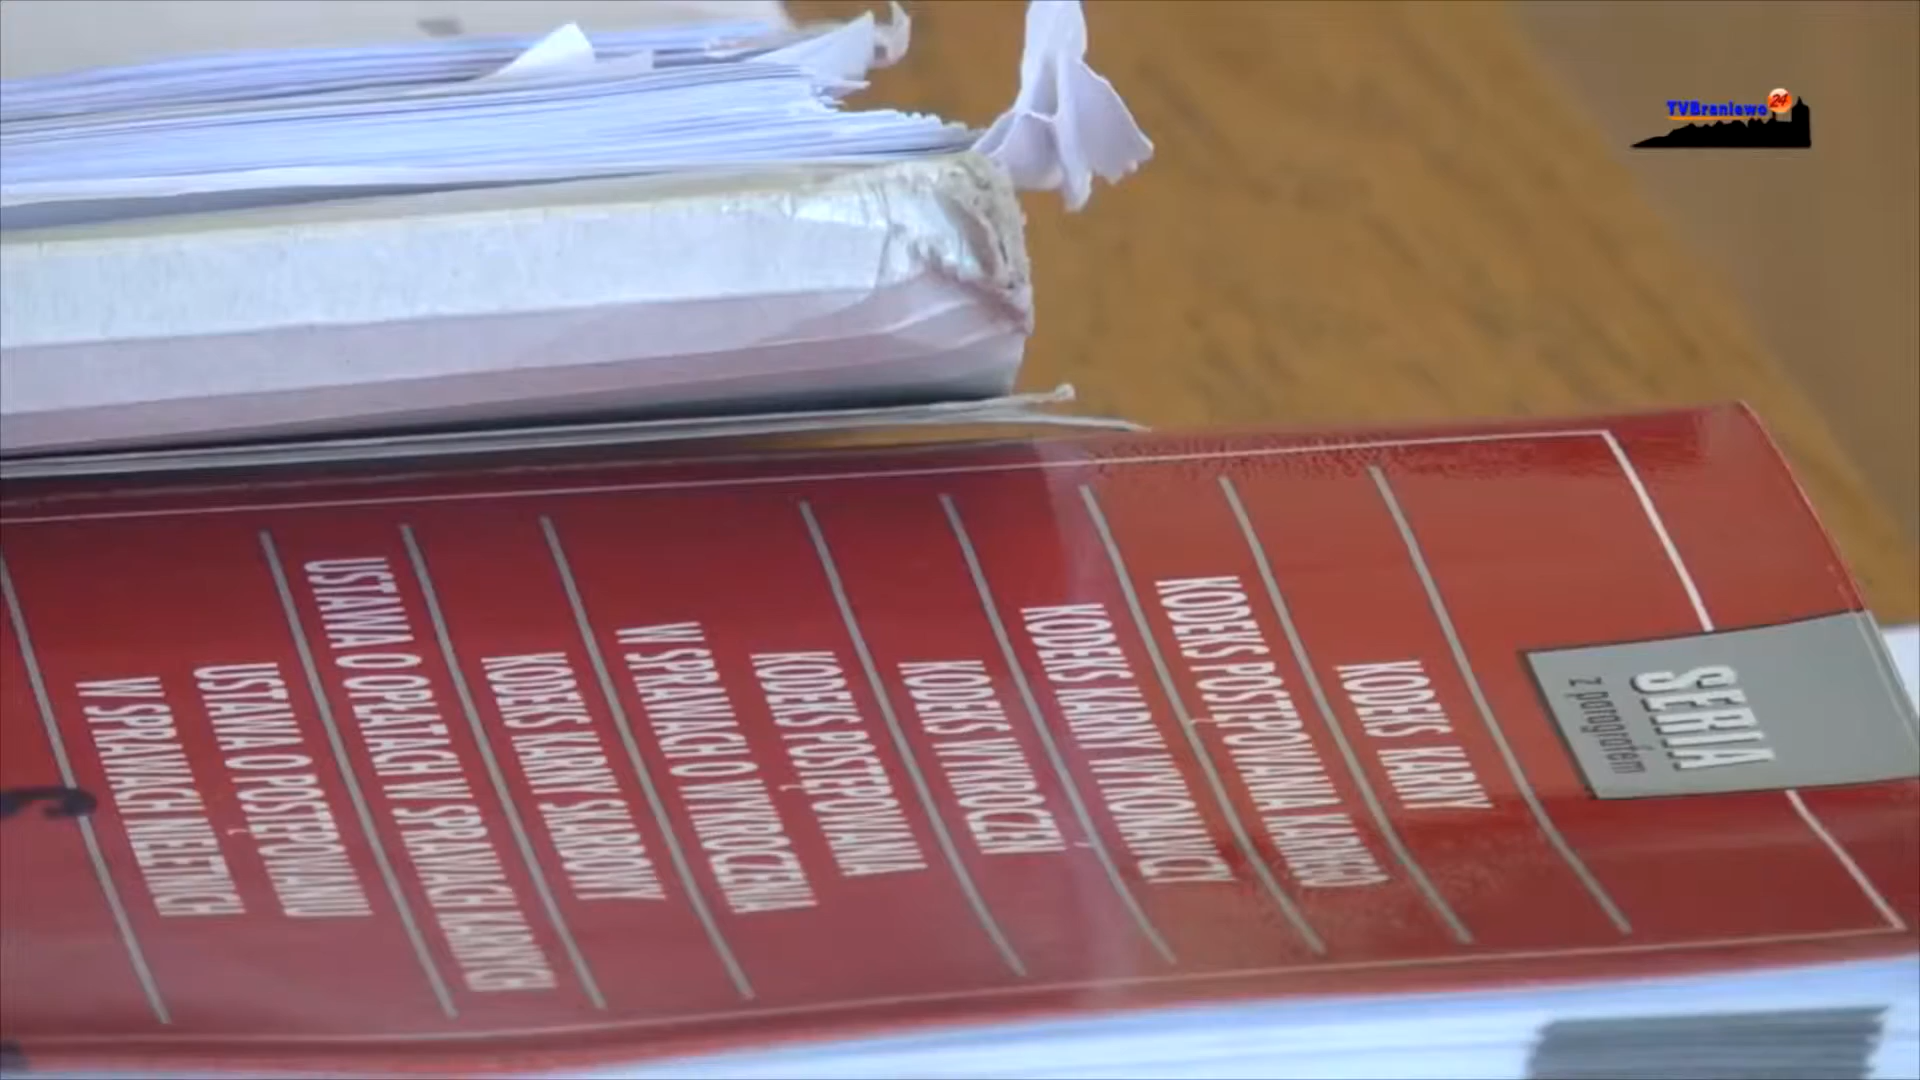 TVBraniewo24
SERIA
z paragrafem
KODEKS KARNY
KODEKS POSTĘPOWANIA KARNEGO
KODEKS KARNY WYKONAWCZY
KODEKS WYKROCZEŃ
KODEKS POSTĘPOWANIA
W SPRAWACH O WYKROCZENIA
KODEKS KARNY SKARBOWY
USTAWA O OPŁATACH W SPRAWACH KARNYCH
USTAWA O POSTĘPOWANIU
W SPRAWACH NIELETNICH